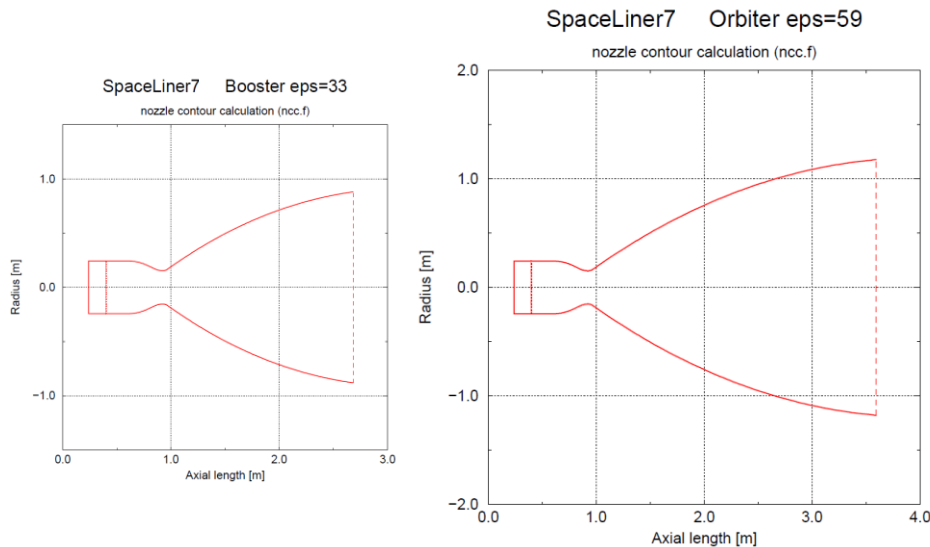 SpaceLiner7 Booster eps=33
nozzle contour calculation (ncc.f)
Radius [m]
1.0
0.0
−1.0
0.0 1.0 2.0 3.0
Axial length [m]
SpaceLiner7 Orbiter eps=59
nozzle contour calculation (ncc.f)
Radius [m]
2.0
1.0
0.0
−1.0
−2.0
0.0 1.0 2.0 3.0 4.0
Axial length [m]